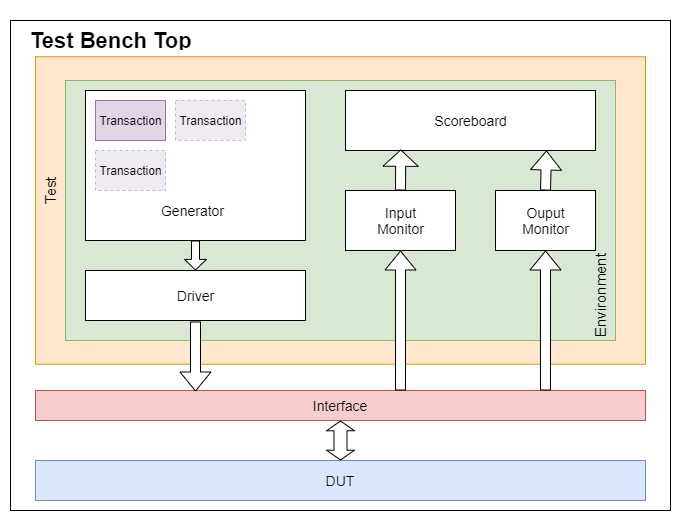 Test Bench Top
Transaction
Transaction
Transaction
Generator
Scoreboard
Input
Monitor
Ouput
Monitor
Driver
Test
Environment
Interface
DUT